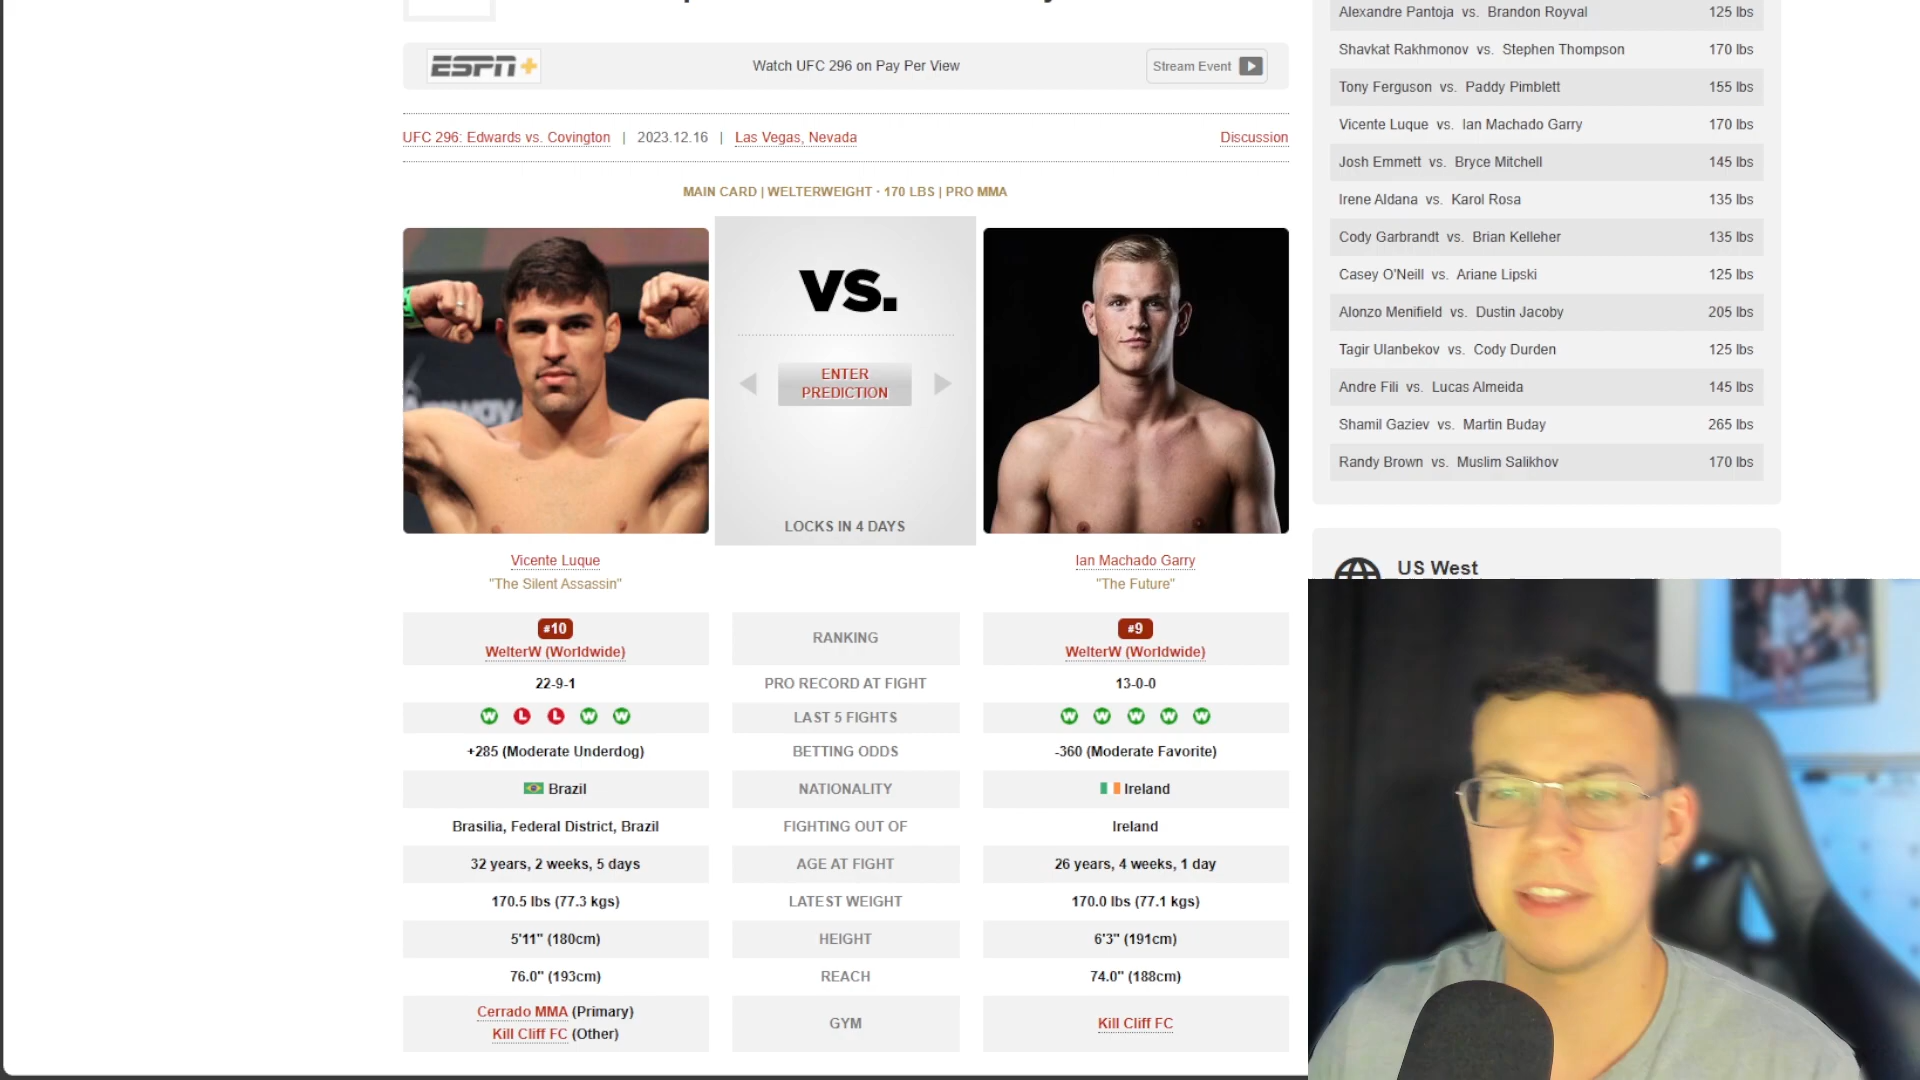 ESPN+
Watch UFC 296 on Pay Per View
Stream Event
UFC 296: Edwards vs. Covington | 2023.12.16 | Las Vegas, Nevada
Discussion
MAIN CARD | WELTERWEIGHT · 170 LBS | PRO MMA
VS.
ENTER
PREDICTION
LOCKS IN 4 DAYS
Vicente Luque
"The Silent Assassin"
Ian Machado Garry
"The Future"
#10
WelterW (Worldwide)
RANKING
#9
WelterW (Worldwide)
22-9-1 PRO RECORD AT FIGHT 13-0-0
W L L W W LAST 5 FIGHTS W W W W W
+285 (Moderate Underdog) BETTING ODDS -360 (Moderate Favorite)
Brazil NATIONALITY Ireland
Brasilia, Federal District, Brazil FIGHTING OUT OF Ireland
32 years, 2 weeks, 5 days AGE AT FIGHT 26 years, 4 weeks, 1 day
170.5 lbs (77.3 kgs) LATEST WEIGHT 170.0 lbs (77.1 kgs)
5'11" (180cm) HEIGHT 6'3" (191cm)
76.0" (193cm) REACH 74.0" (188cm)
Cerrado MMA (Primary)
Kill Cliff FC (Other)
GYM
Kill Cliff FC
Alexandre Pantoja vs. Brandon Royval 125 lbs
Shavkat Rakhmonov vs. Stephen Thompson 170 lbs
Tony Ferguson vs. Paddy Pimblett 155 lbs
Vicente Luque vs. Ian Machado Garry 170 lbs
Josh Emmett vs. Bryce Mitchell 145 lbs
Irene Aldana vs. Karol Rosa 135 lbs
Cody Garbrandt vs. Brian Kelleher 135 lbs
Casey O'Neill vs. Ariane Lipski 125 lbs
Alonzo Menifield vs. Dustin Jacoby 205 lbs
Tagir Ulanbekov vs. Cody Durden 125 lbs
Andre Fili vs. Lucas Almeida 145 lbs
Shamil Gaziev vs. Martin Buday 265 lbs
Randy Brown vs. Muslim Salikhov 170 lbs
US West